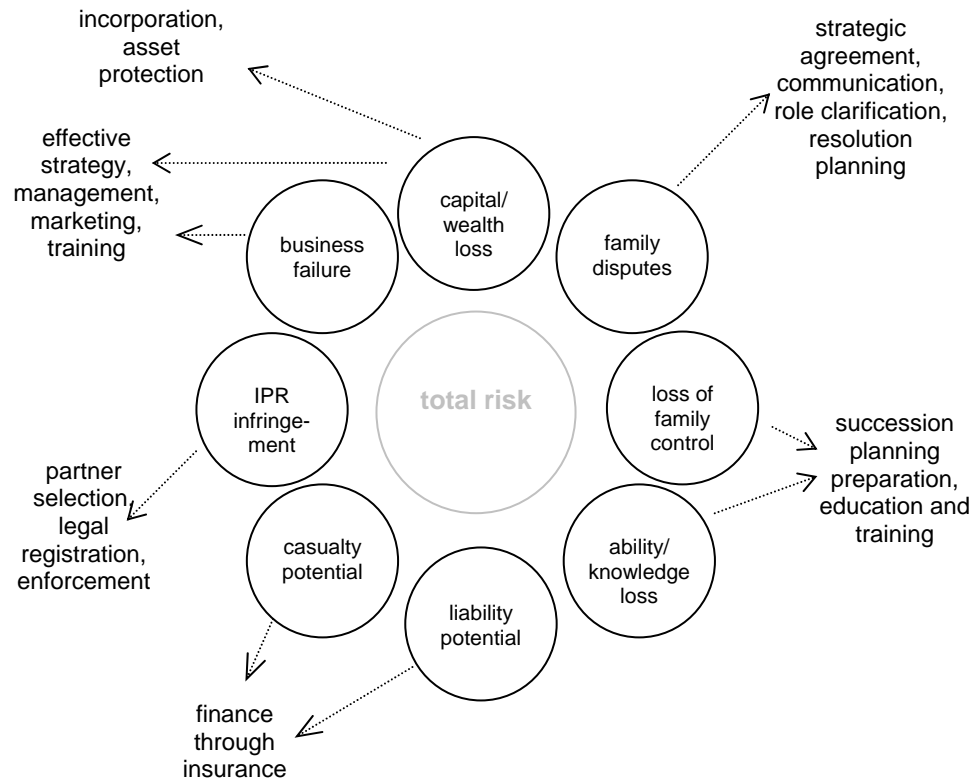 incorporation,
asset
protection
strategic
agreement,
communication,
role clarification,
resolution
planning
effective
strategy,
management,
marketing,
training
capital/
wealth
loss
business
failure
family
disputes
IPR
infringe-
ment
total risk
loss of
family
control
succession
planning
preparation,
education and
training
partner
selection,
legal
registration,
enforcement
casualty
potential
ability/
knowledge
loss
liability
potential
finance
through
insurance